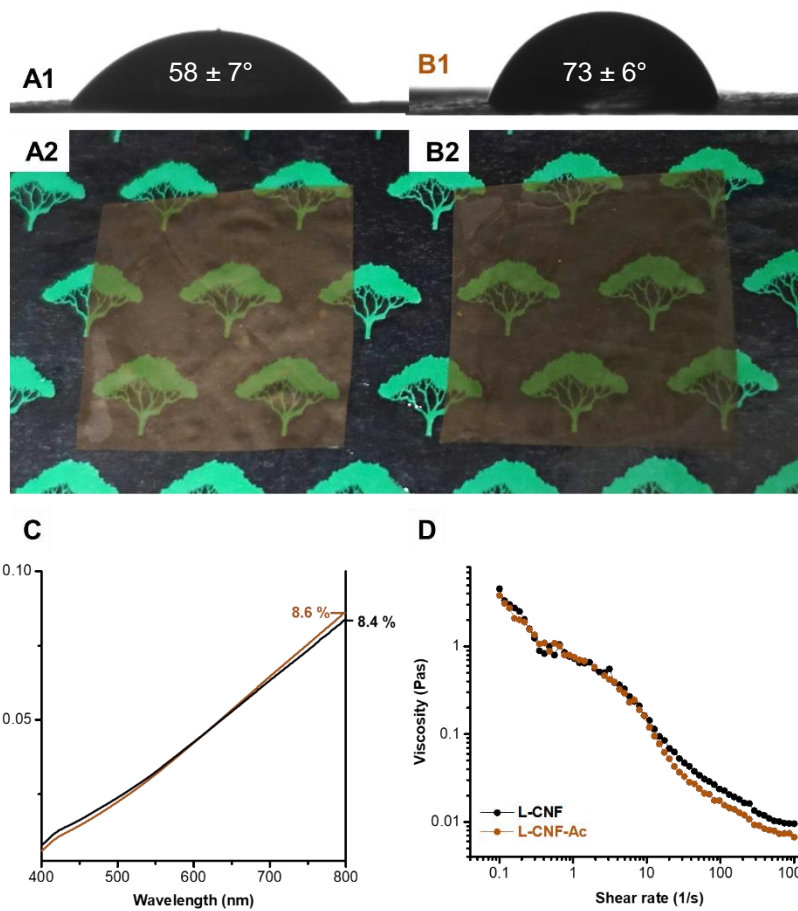 A1
58 ± 7°
B1
73 ± 6°
A2
B2
C
0.10
0.05
8.6 %
8.4 %
400
500
600
700
800
Wavelength (nm)
D
Viscosity (Pas)
1
0.1
0.01
L-CNF
L-CNF-Ac
0.1
1
10
100
100
Shear rate (1/s)